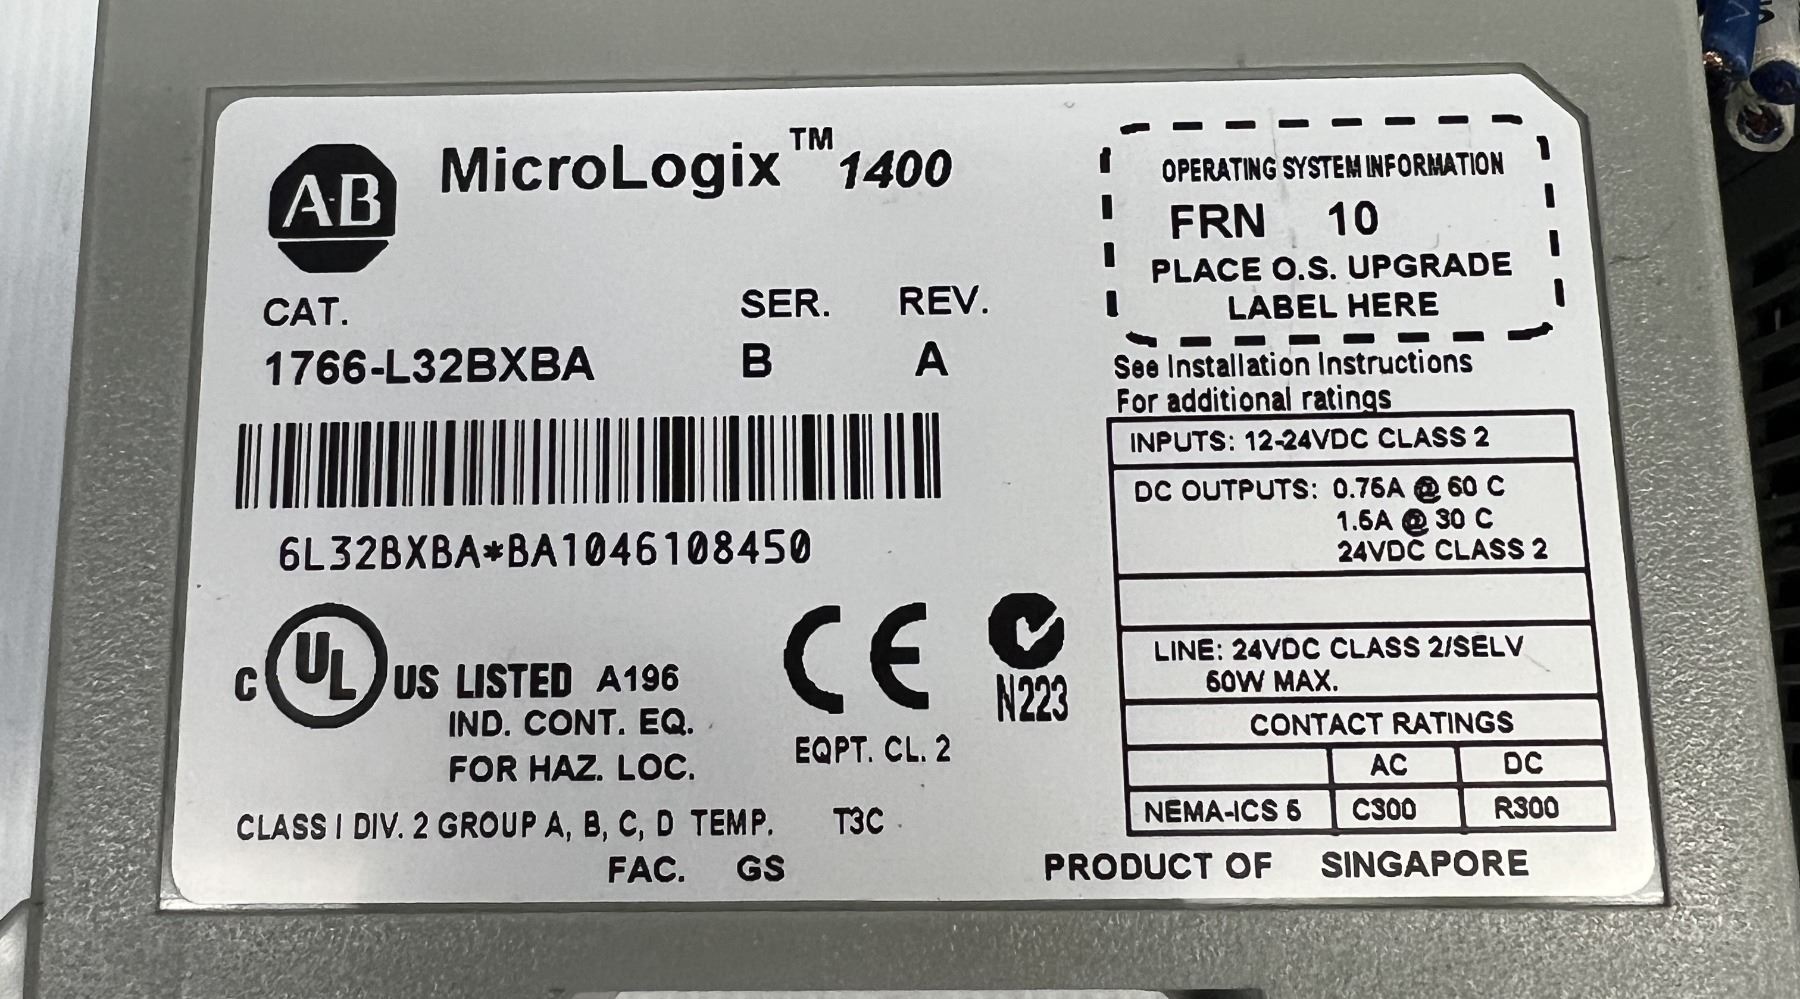 AB MicroLogix™ 1400
CAT. SER. REV.
1766-L32BXBA B A
6L32BXBA*BA1046108450
C UL US LISTED A196
IND. CONT. EQ.
FOR HAZ. LOC.
CE
EQPT. CL. 2
N223
CLASS I DIV. 2 GROUP A, B, C, D TEMP. T3C
FAC. GS
OPERATING SYSTEM INFORMATION
FRN 10
PLACE O.S. UPGRADE
LABEL HERE
See Installation Instructions
For additional ratings
INPUTS: 12-24VDC CLASS 2
DC OUTPUTS: 0.75A @ 60 C
1.5A @ 30 C
24VDC CLASS 2
LINE: 24VDC CLASS 2/SELV
50W MAX.
CONTACT RATINGS
AC DC
NEMA-ICS 5 C300 R300
PRODUCT OF SINGAPORE